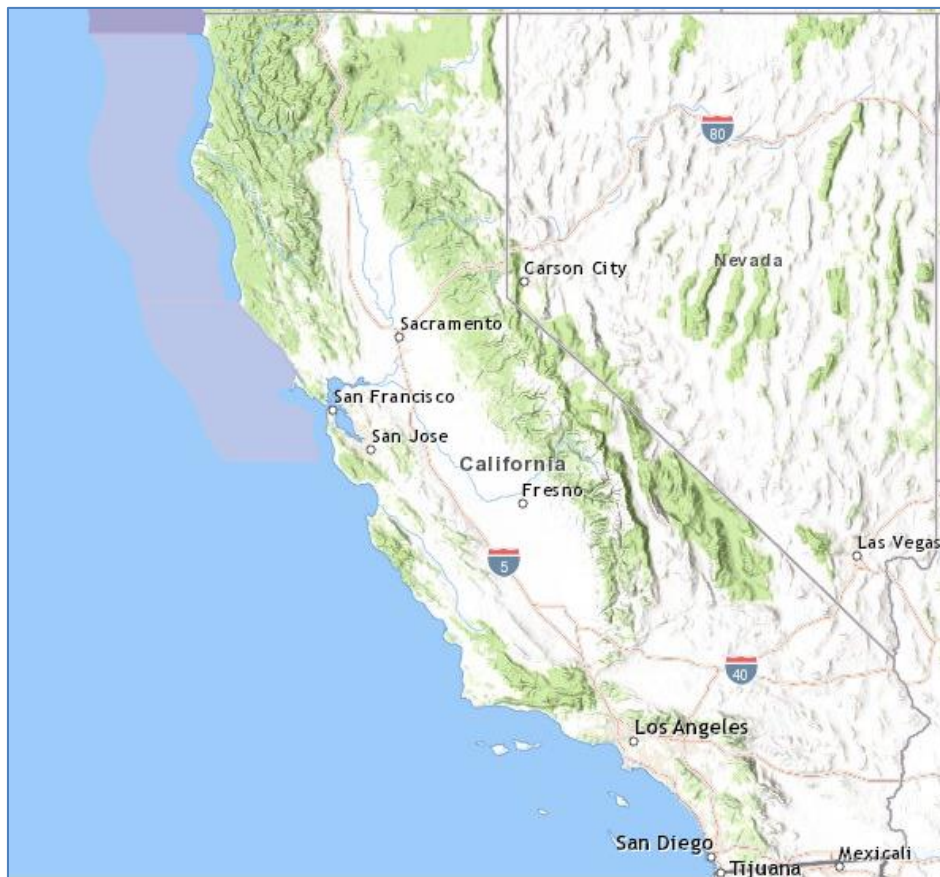 80
Nevada
Carson City
Sacramento
San Francisco
San Jose
California
Fresno
Las Vegas
5
40
Los Angeles
San Diego
Mexicali
Tijuana